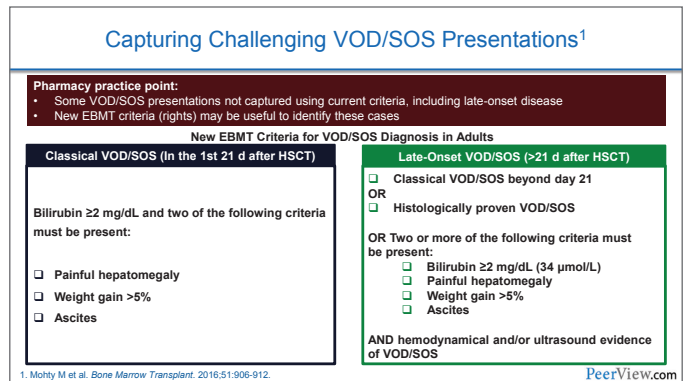 Capturing Challenging VOD/SOS Presentations¹
Pharmacy practice point:
• Some VOD/SOS presentations not captured using current criteria, including late-onset disease
• New EBMT criteria (rights) may be useful to identify these cases
New EBMT Criteria for VOD/SOS Diagnosis in Adults
Classical VOD/SOS (In the 1st 21 d after HSCT)
Bilirubin ≥2 mg/dL and two of the following criteria
must be present:
❑ Painful hepatomegaly
❑ Weight gain >5%
❑ Ascites
Late-Onset VOD/SOS (>21 d after HSCT)
❑ Classical VOD/SOS beyond day 21
OR
❑ Histologically proven VOD/SOS
OR Two or more of the following criteria must
be present:
❑ Bilirubin ≥2 mg/dL (34 µmol/L)
❑ Painful hepatomegaly
❑ Weight gain >5%
❑ Ascites
AND hemodynamical and/or ultrasound evidence
of VOD/SOS
1. Mohty M et al. Bone Marrow Transplant. 2016;51:906-912.
PeerView.com